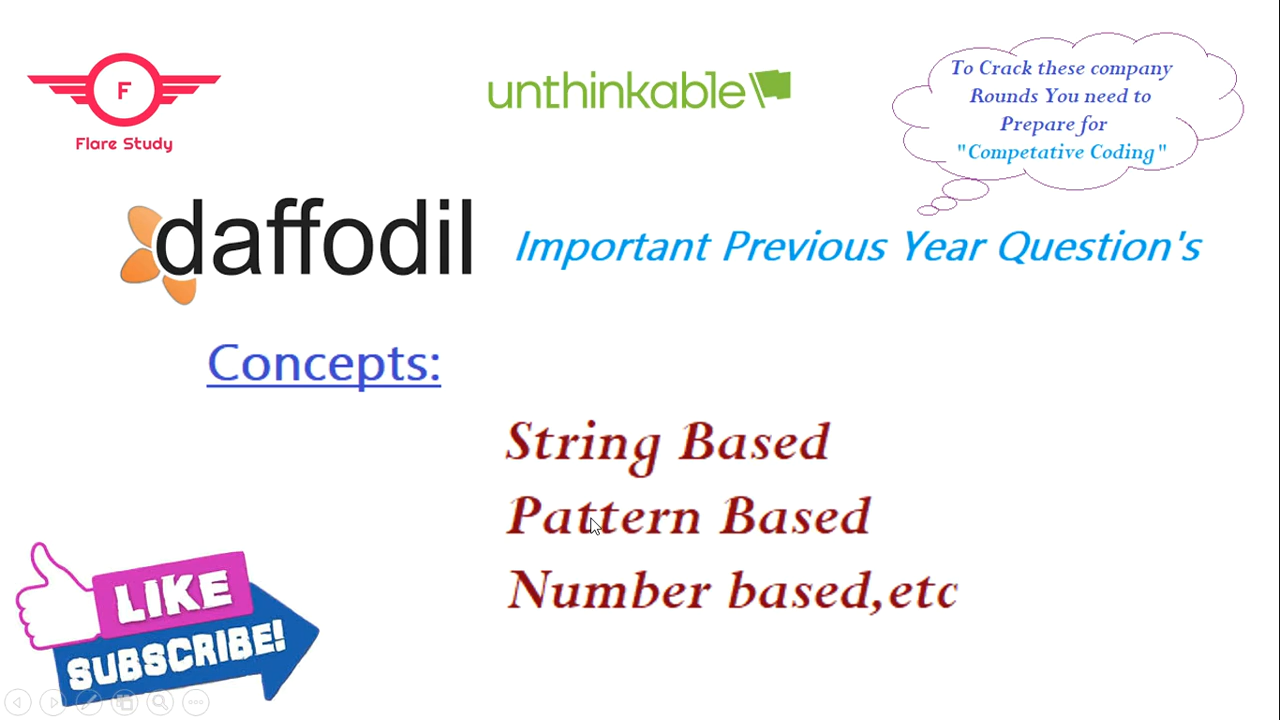 F
Flare Study
unthinkable
To Crack these company
Rounds You need to
Prepare for
"Competative Coding"
daffodil
Important Previous Year Question's
Concepts:
String Based
Pattern Based
Number based,etc
LIKE
SUBSCRIBE!